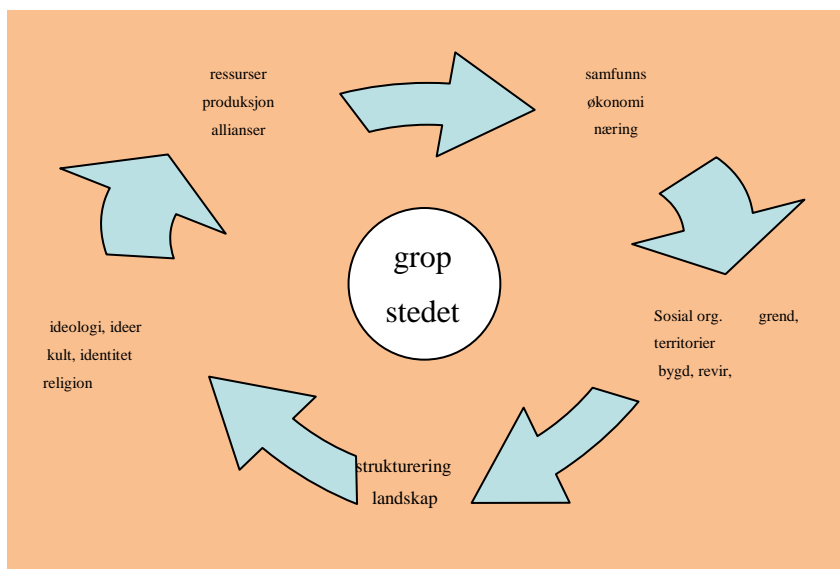 ressurser
produksjon
allianser
samfunns
økonomi
næring
grop
stedet
Sosial org. grend,
territorier
bygd, revir,
strukturering
landskap
ideologi, ideer
kult, identitet
religion